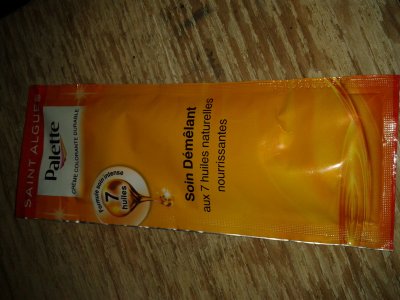 SAINT ALGUE
Palette
CRÈME COLORANTE DURABLE
Formule soin intense
7
huiles
Soin Démêlant
aux 7 huiles naturelles
nourrissantes